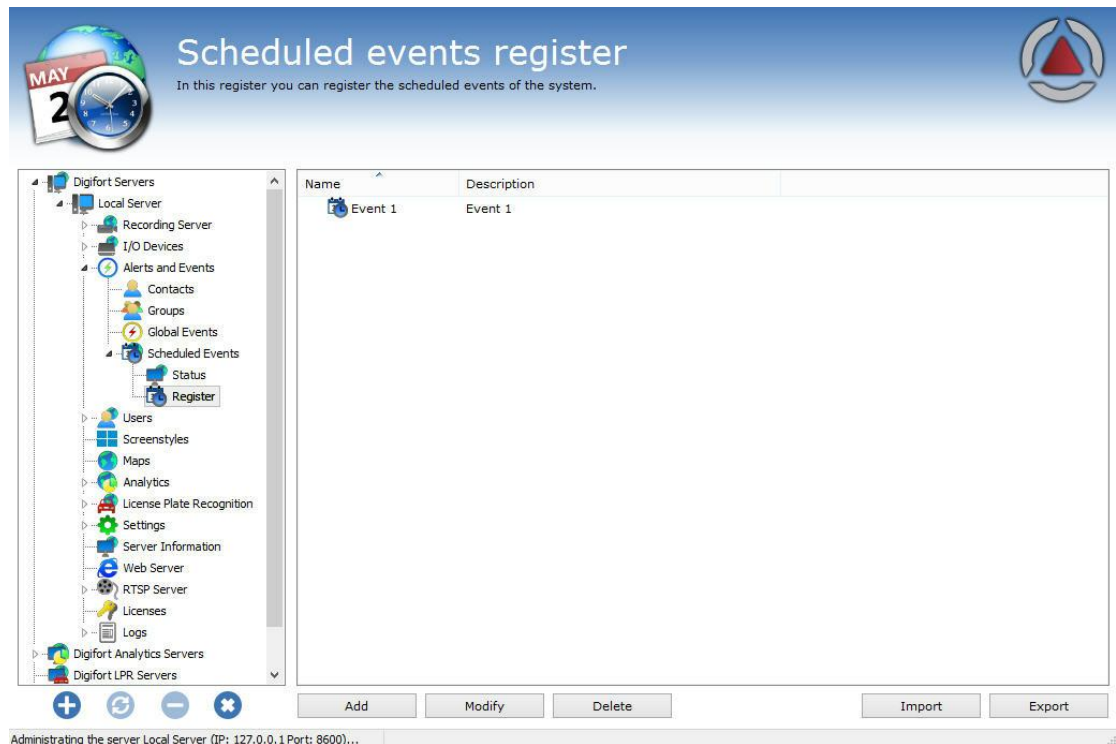 Scheduled events register
In this register you can register the scheduled events of the system.
MAY
2
Digifort Servers
Local Server
Recording Server
I/O Devices
Alerts and Events
Contacts
Groups
Global Events
Scheduled Events
Status
Register
Users
Screenstyles
Maps
Analytics
License Plate Recognition
Settings
Server Information
Web Server
RTSP Server
Licenses
Logs
Digifort Analytics Servers
Digifort LPR Servers
Name Description
Event 1 Event 1
Add Modify Delete Import Export
Administrating the server Local Server (IP: 127.0.0.1 Port: 8600)...